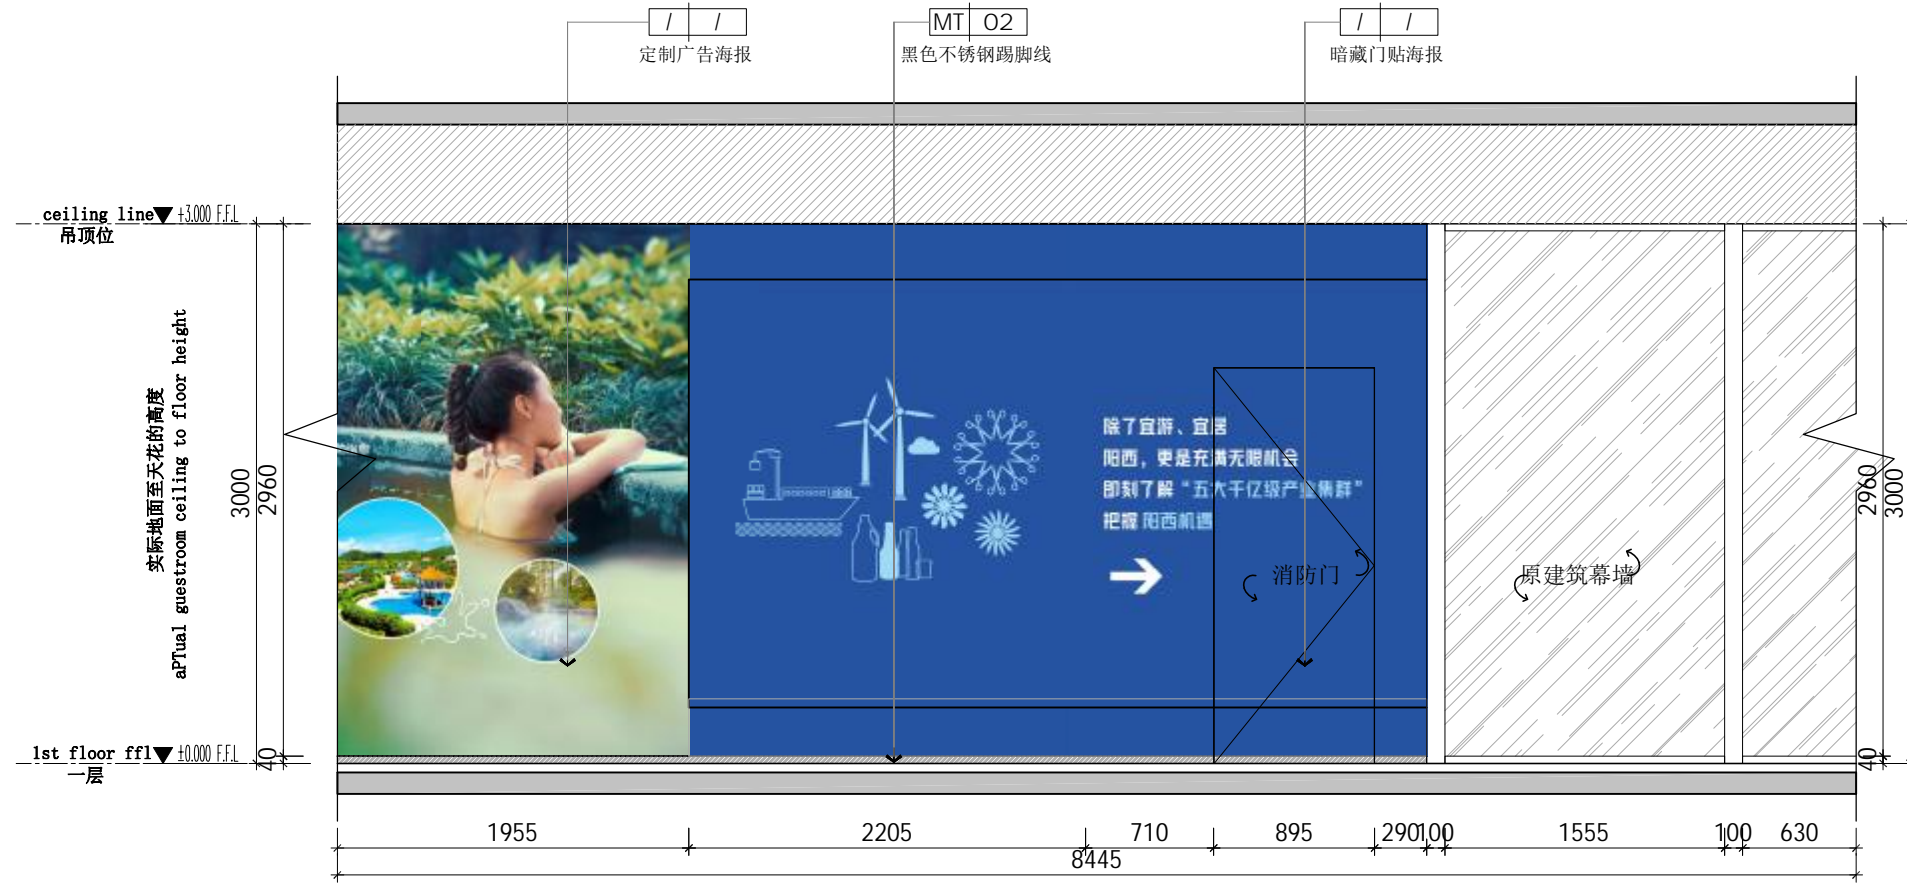 / /
定制广告海报
MT 02
黑色不锈钢踢脚线
/ /
暗藏门贴海报
ceiling line
+3.000 F.F.L
吊顶位
实际地面至天花的高度
aPTual guestroom ceiling to floor height
3000
2960
40
1st floor ffl
±0.000 F.F.L
一层
除了宜游、宜居
阳西，更是充满无限机会
即刻了解“五大千亿级产业集群”
把握 阳西机遇
消防门
原建筑幕墙
2960
3000
40
1955
2205
710
895
290
100
1555
100
630
8445